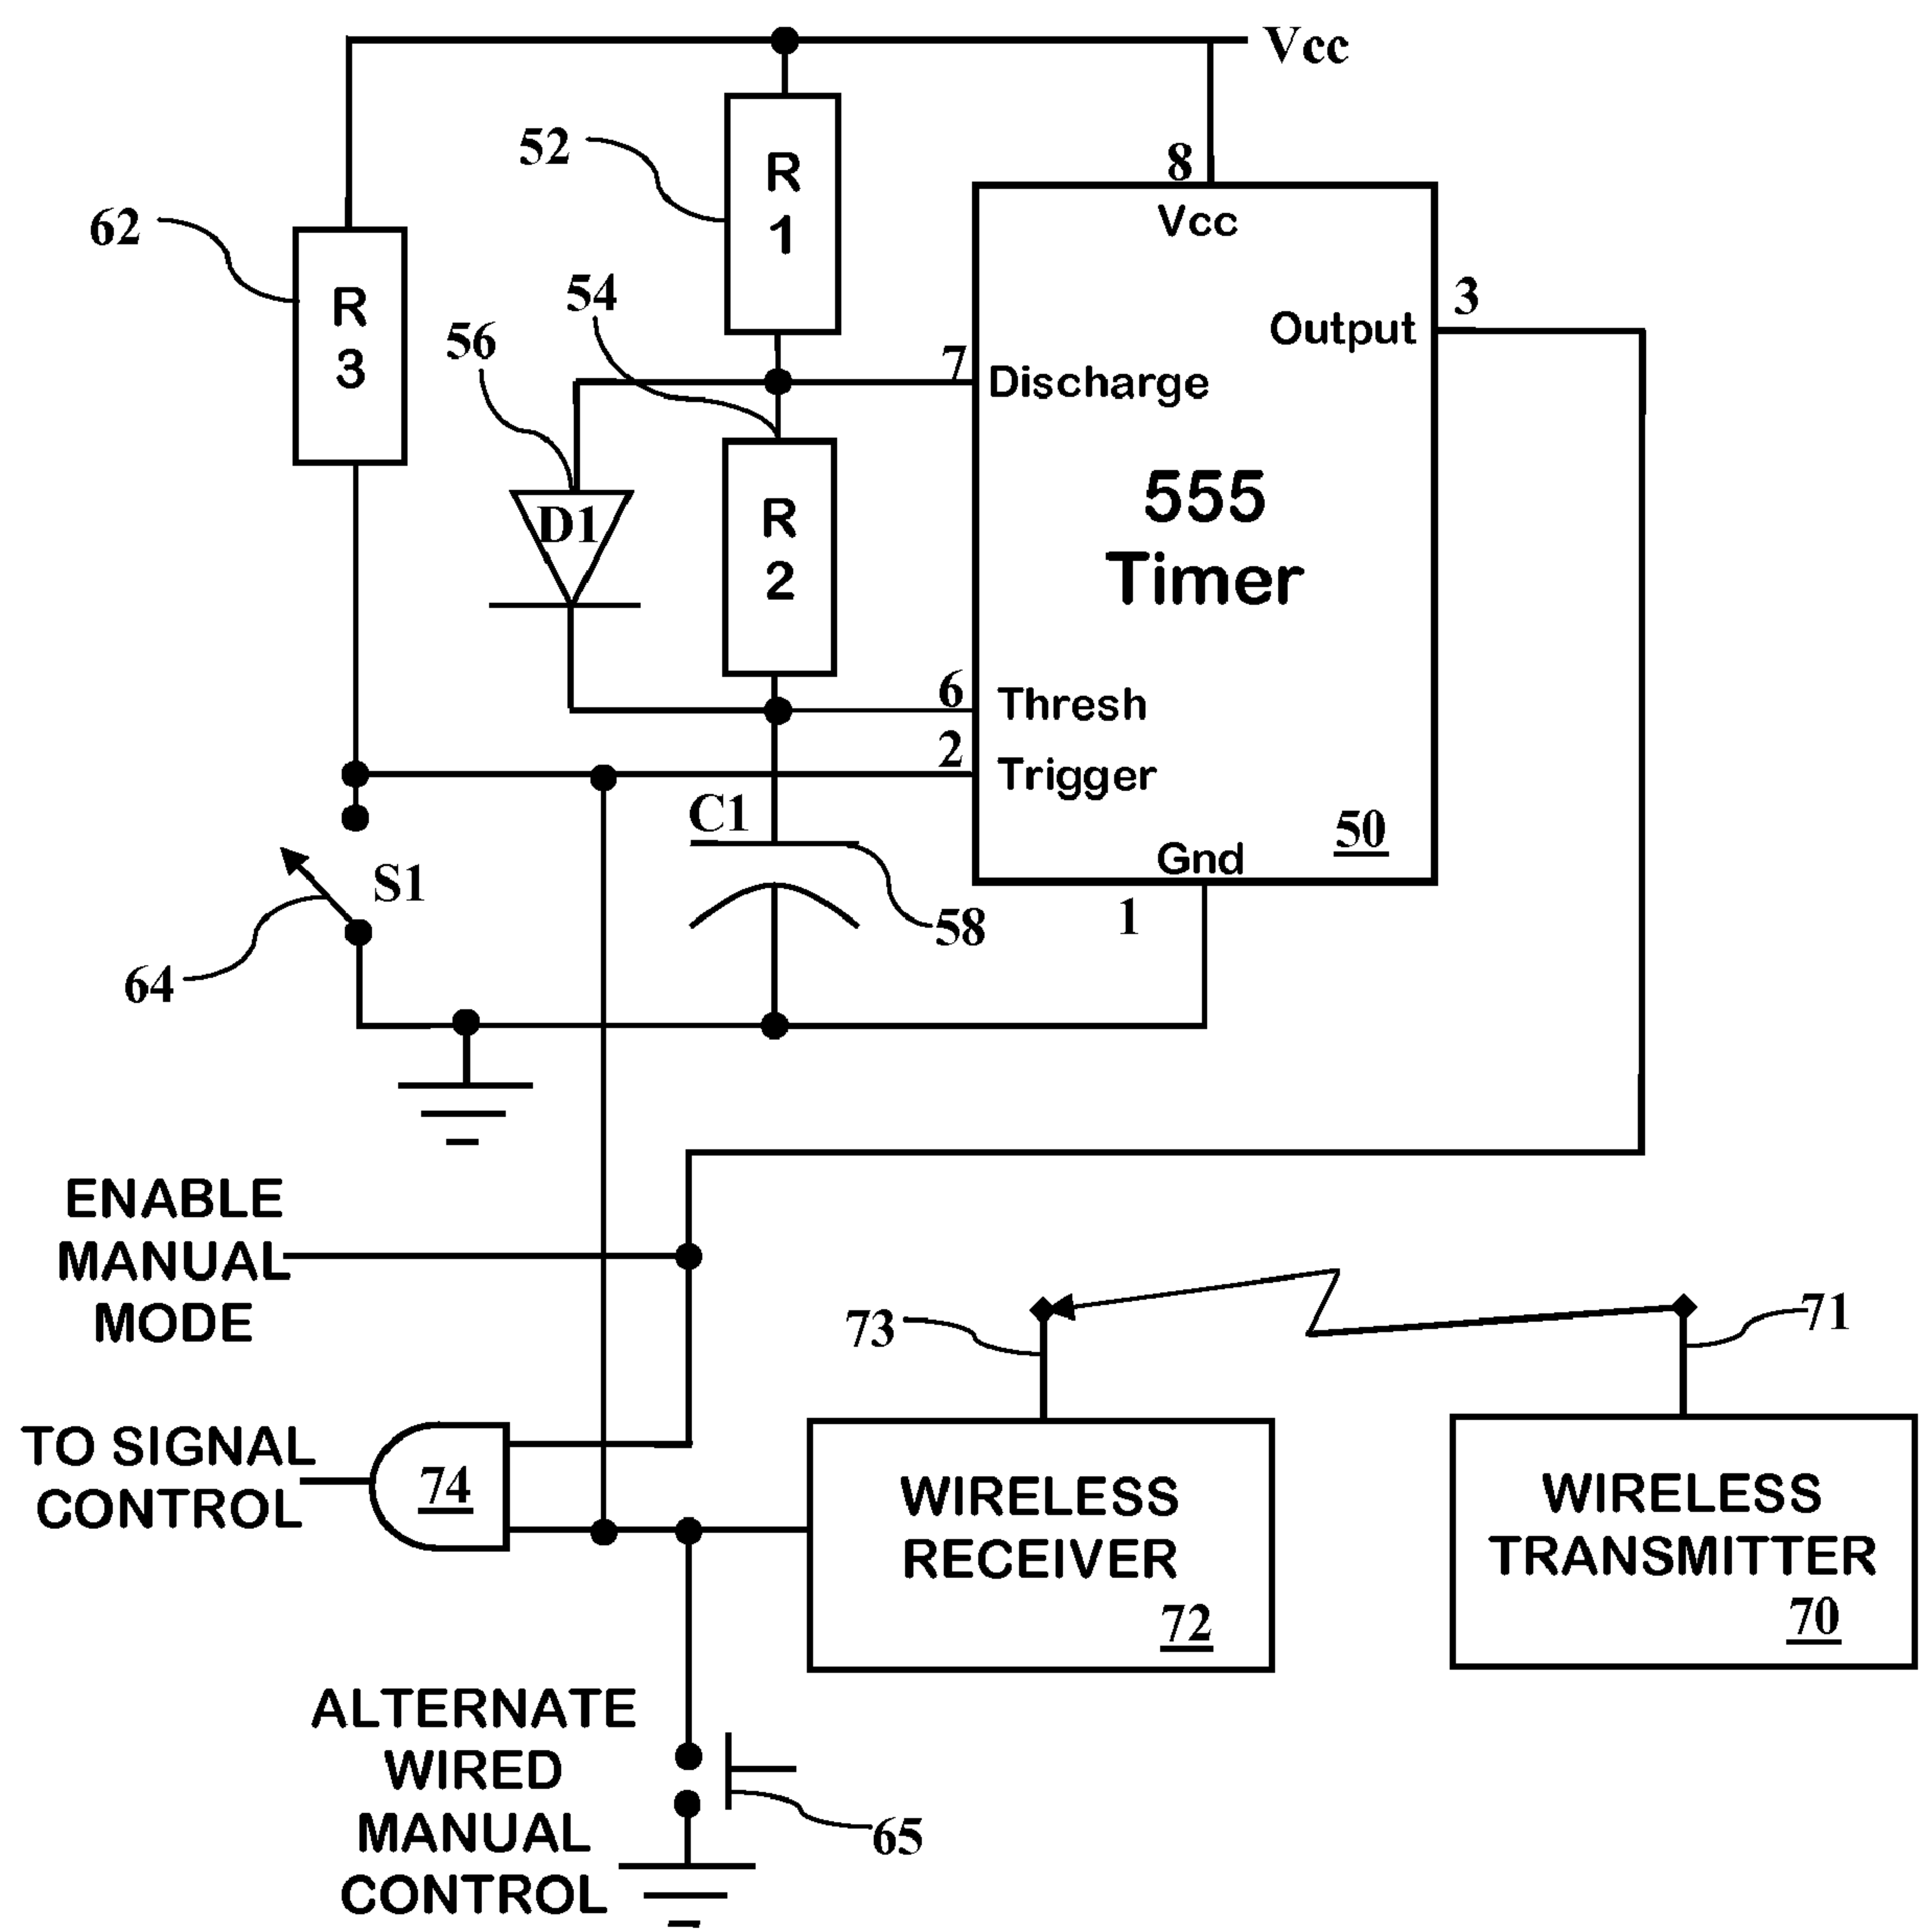 Vcc
52
R
1
8
Vcc
62
R
3
54
56
7
Discharge
3
Output
D1
R
2
555
Timer
6
Thresh
2
Trigger
C1
50
Gnd
1
S1
58
64
ENABLE
MANUAL
MODE
73
71
TO SIGNAL
CONTROL
74
WIRELESS
RECEIVER
72
WIRELESS
TRANSMITTER
70
ALTERNATE
WIRED
MANUAL
CONTROL
65